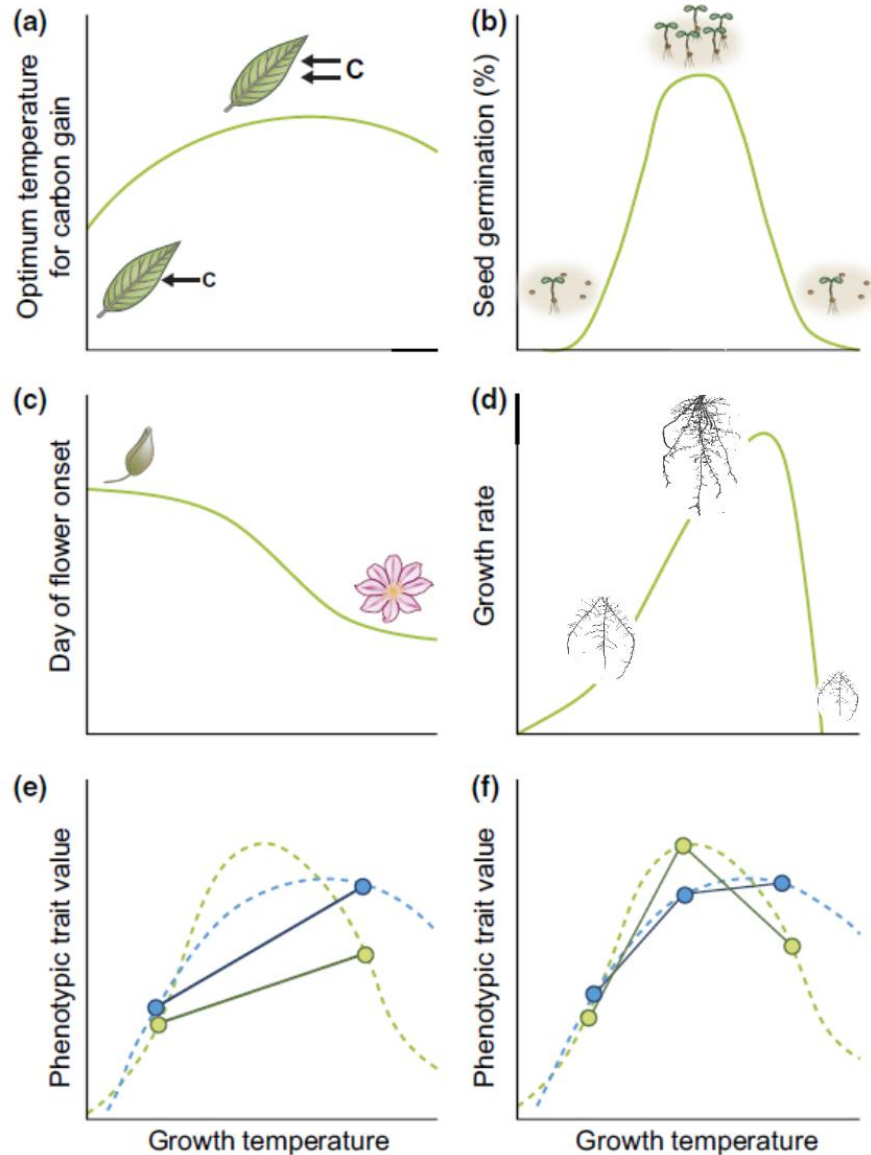 (a)
Optimum temperature
for carbon gain
C
C
(b)
Seed germination (%)
(c)
Day of flower onset
(d)
Growth rate
(e)
Phenotypic trait value
Growth temperature
(f)
Phenotypic trait value
Growth temperature